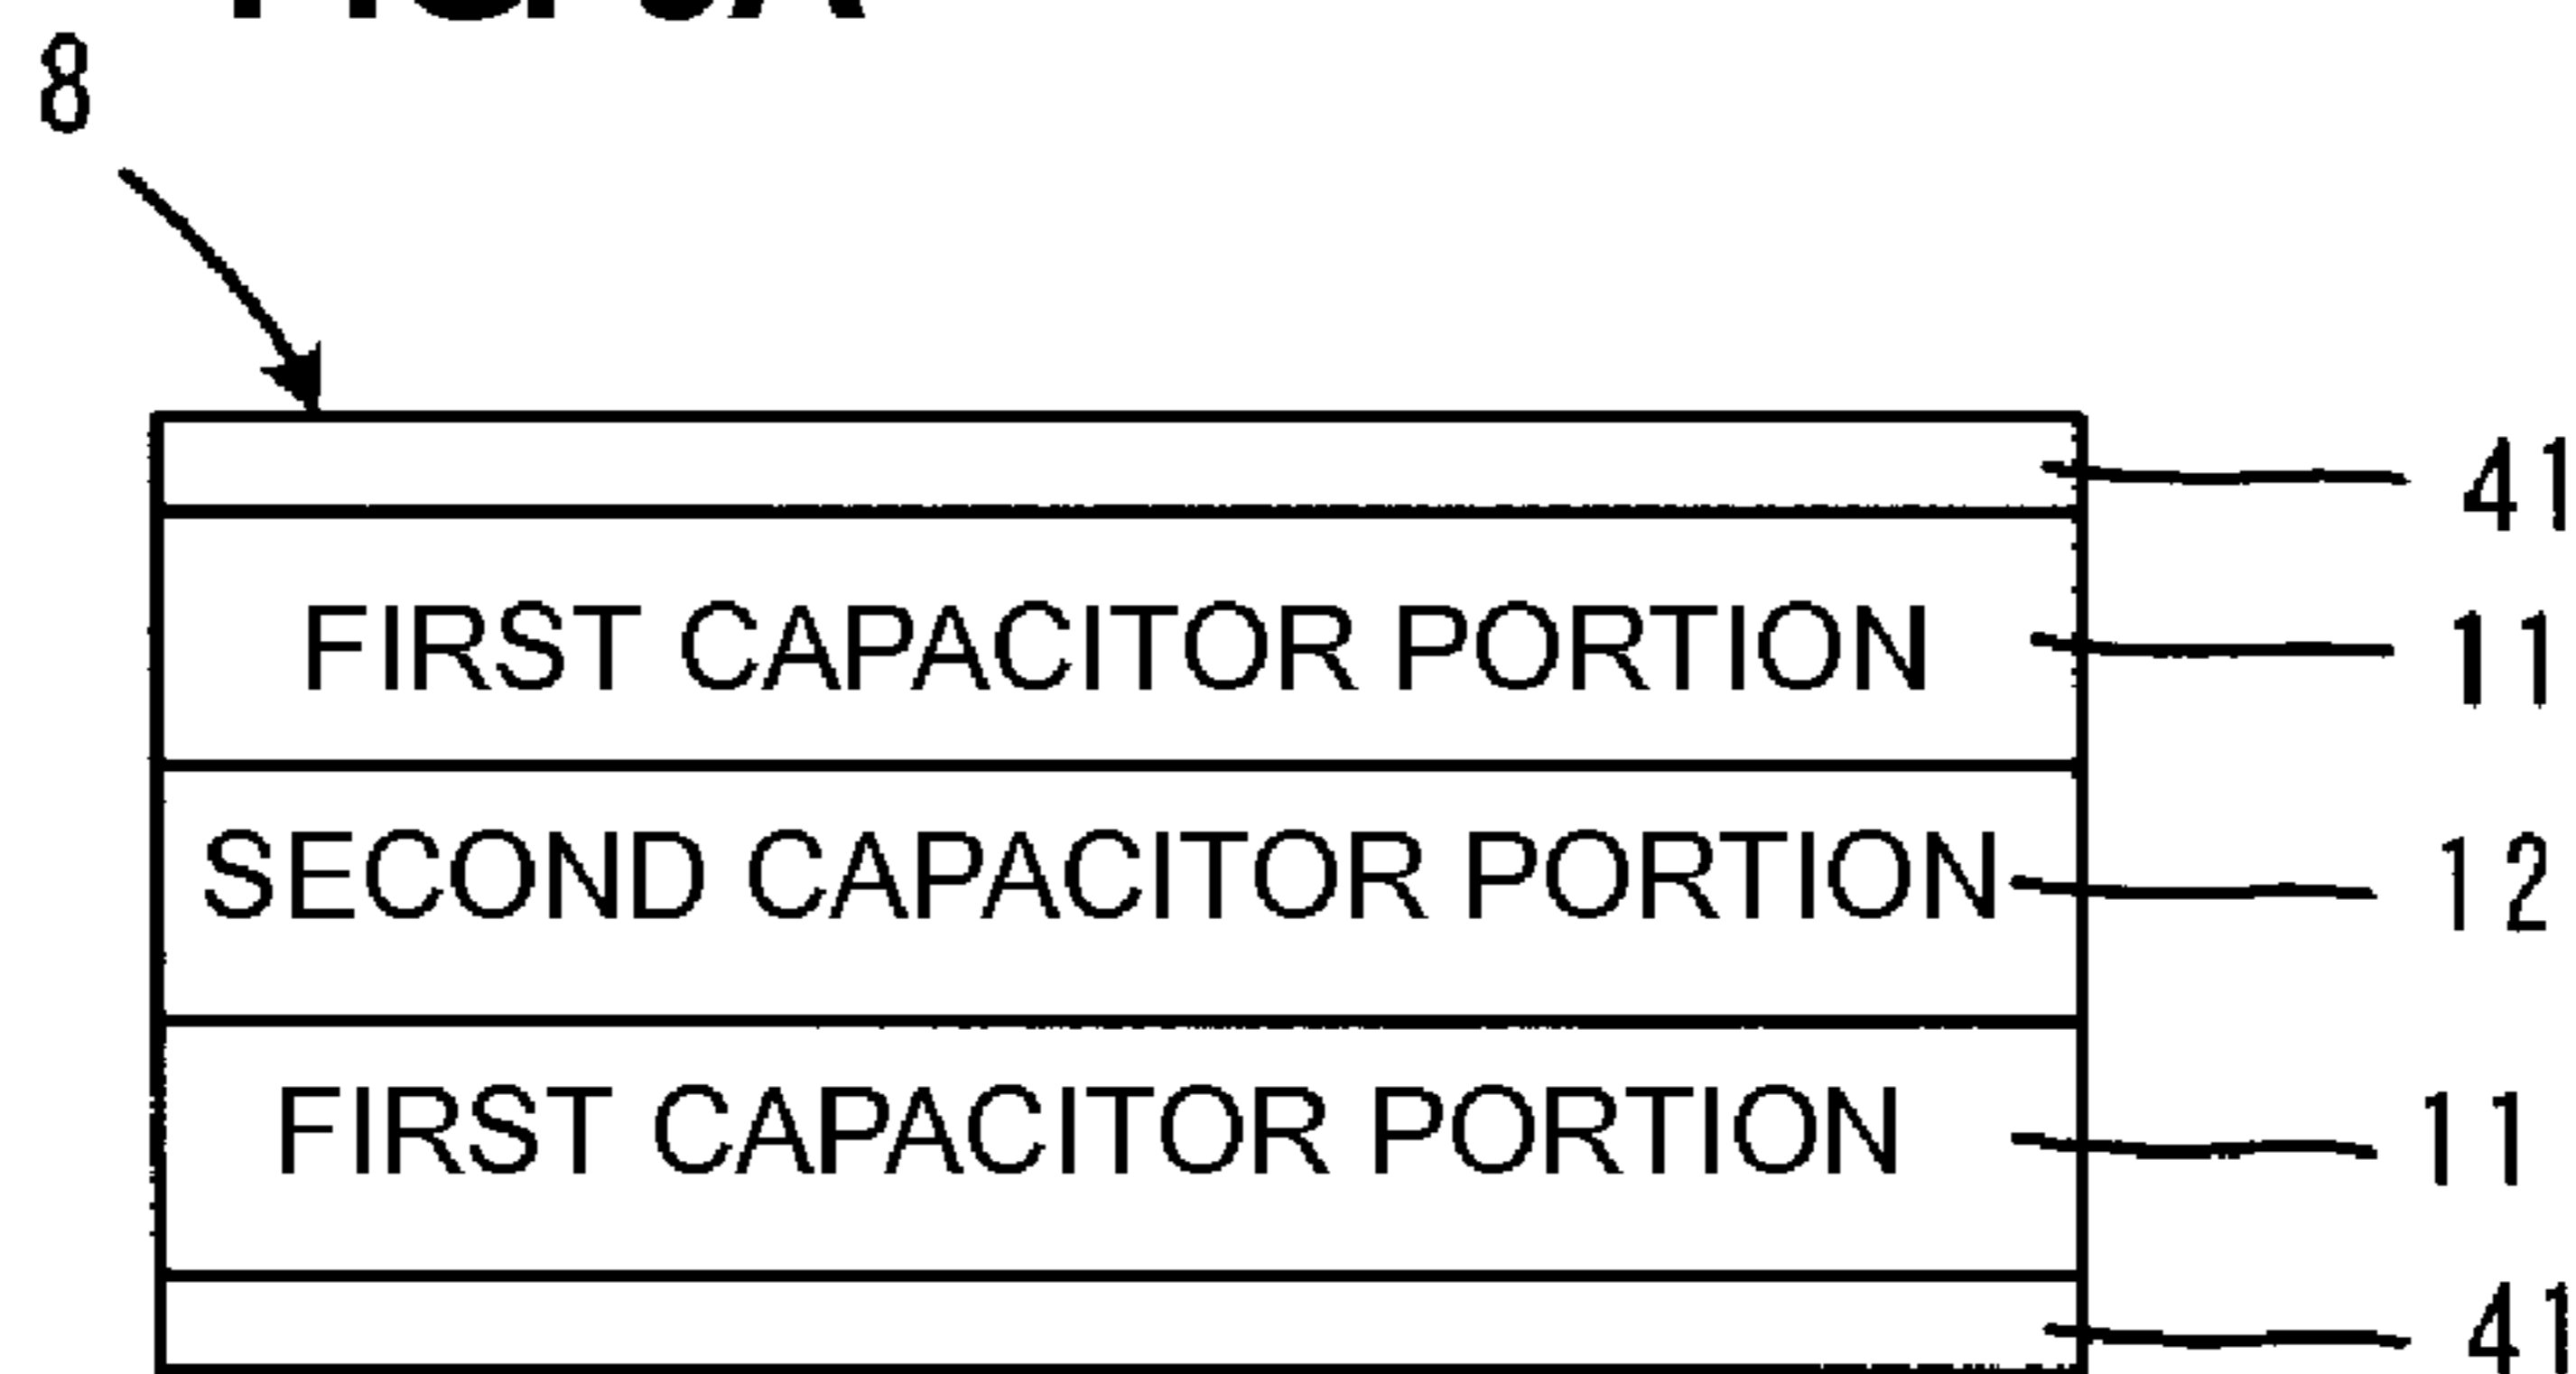 8
41
FIRST CAPACITOR PORTION 11
SECOND CAPACITOR PORTION 12
FIRST CAPACITOR PORTION 11
41